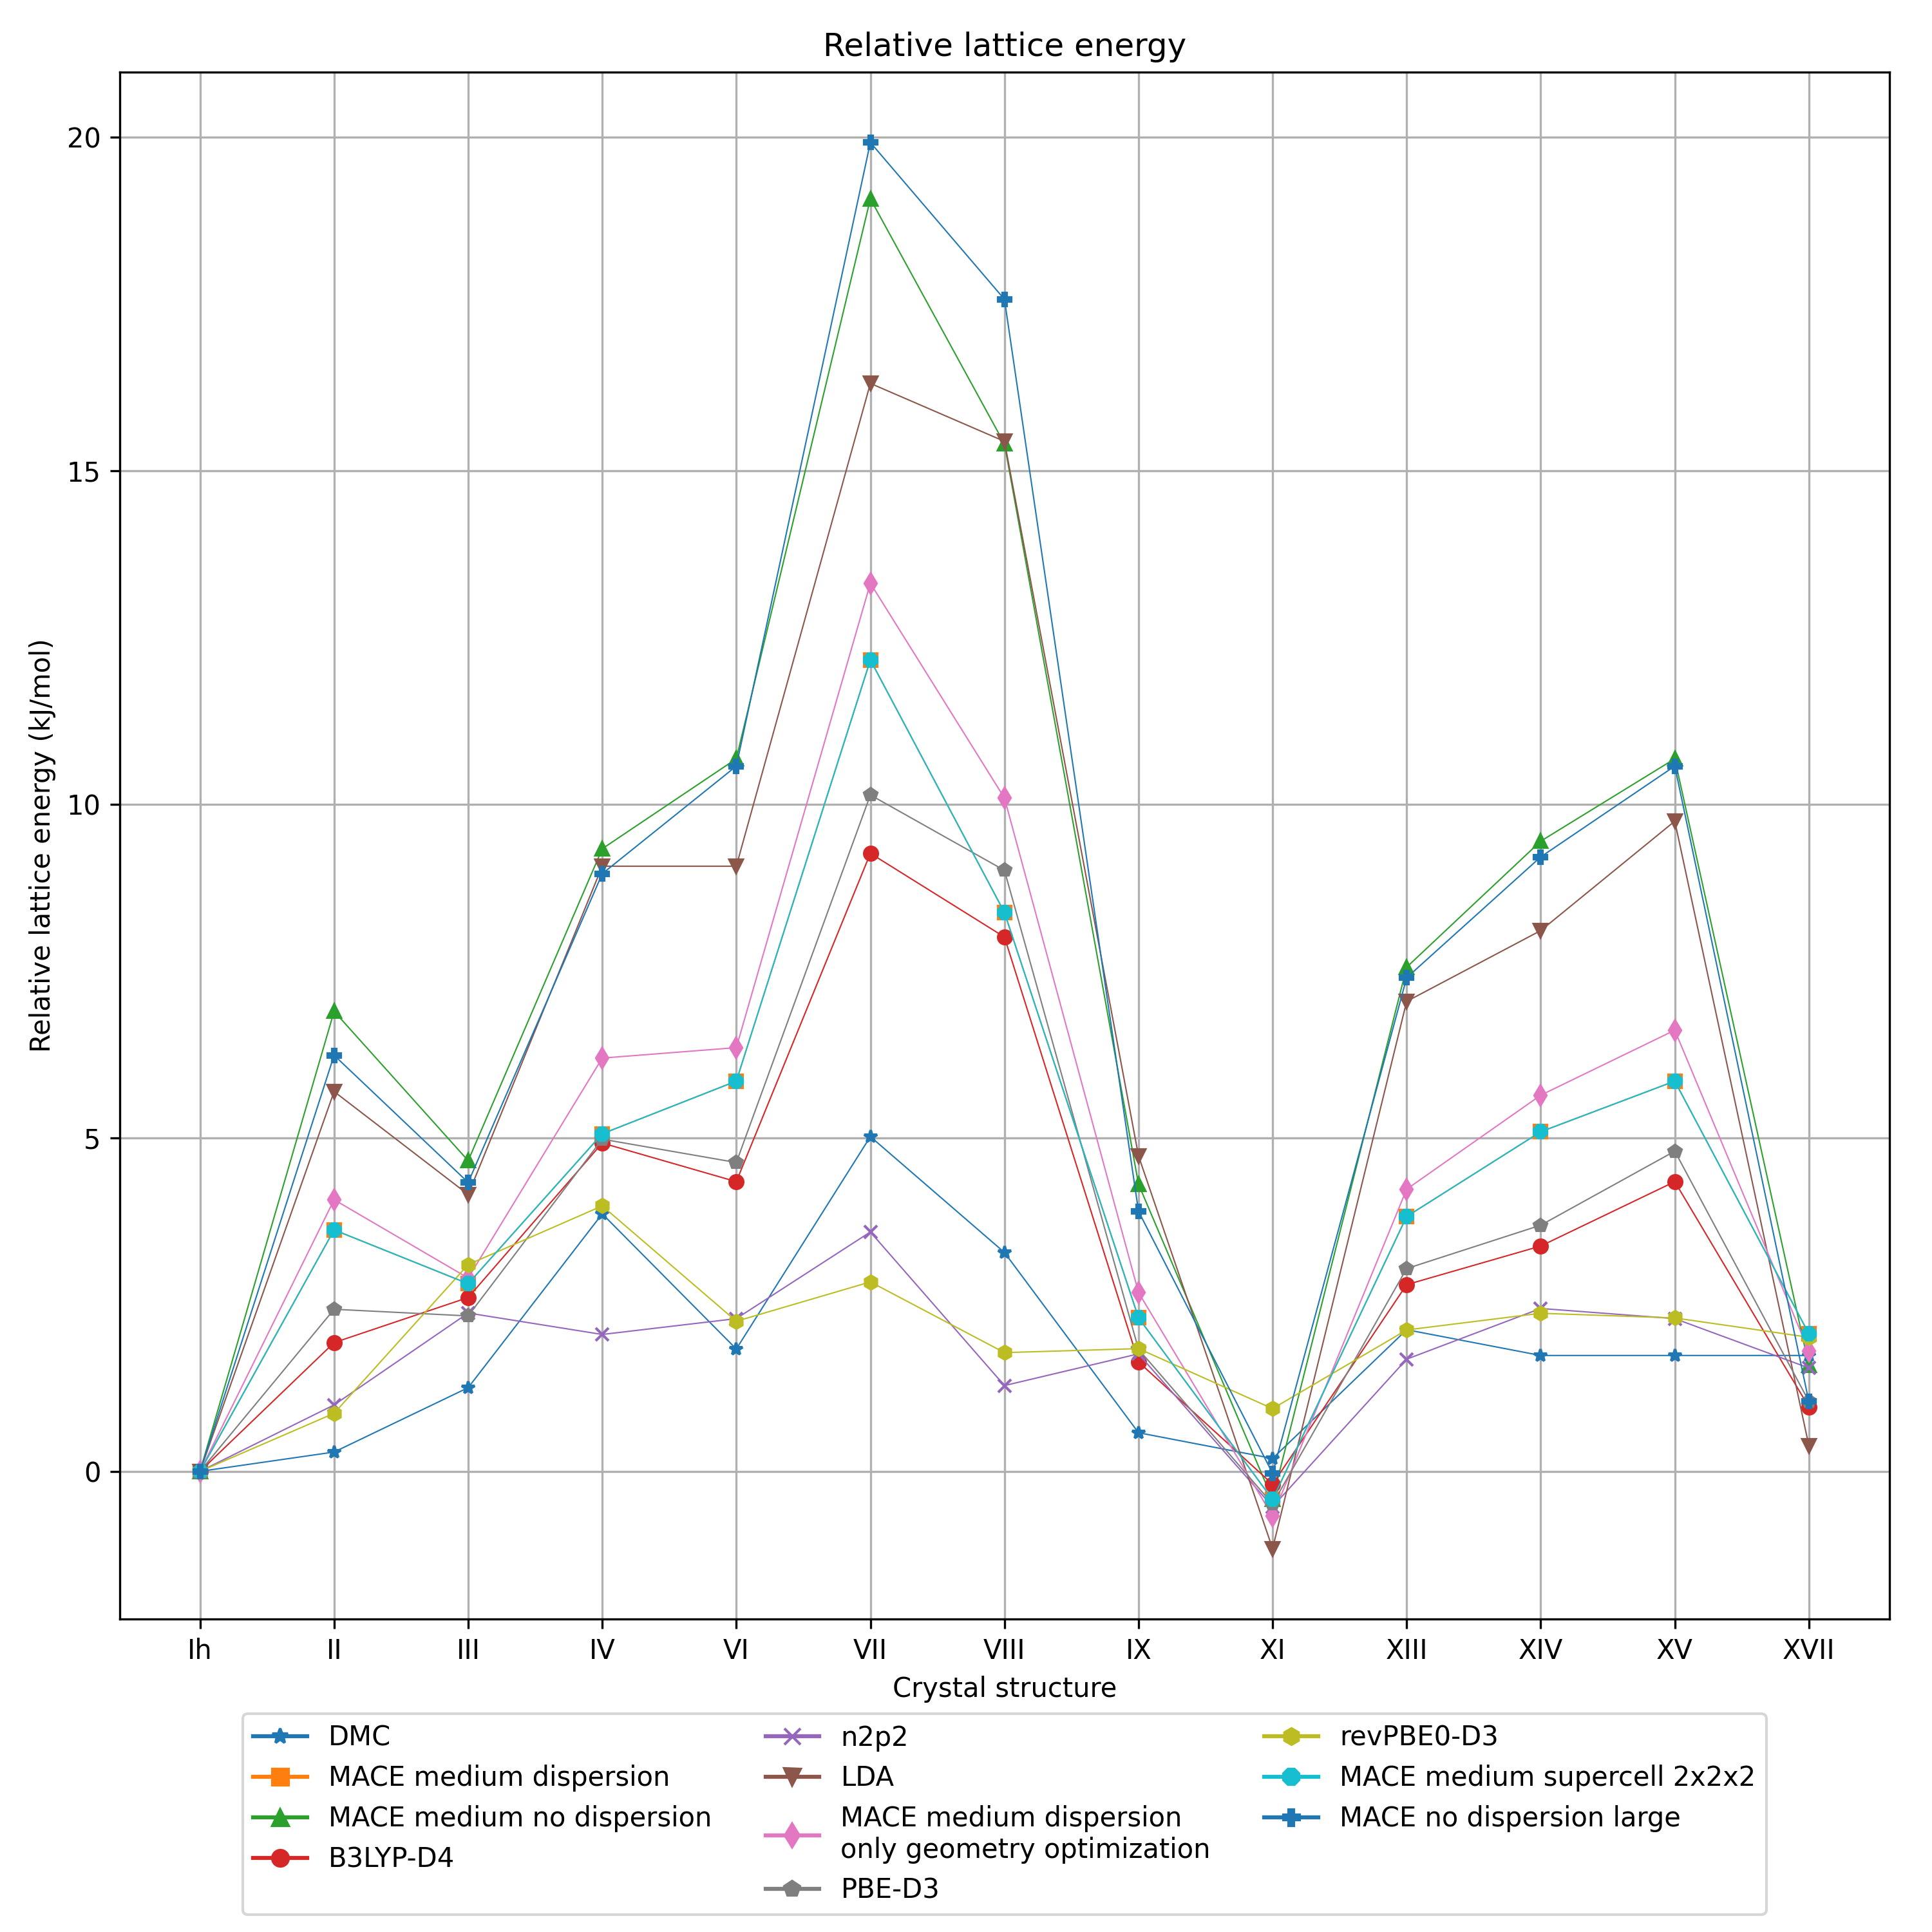 Relative lattice energy
Relative lattice energy (kJ/mol)
20
15
10
5
0
Ih II III IV VI VII VIII IX XI XIII XIV XV XVII
Crystal structure
DMC
MACE medium dispersion
MACE medium no dispersion
B3LYP-D4
n2p2
LDA
MACE medium dispersion
only geometry optimization
PBE-D3
revPBE0-D3
MACE medium supercell 2x2x2
MACE no dispersion large